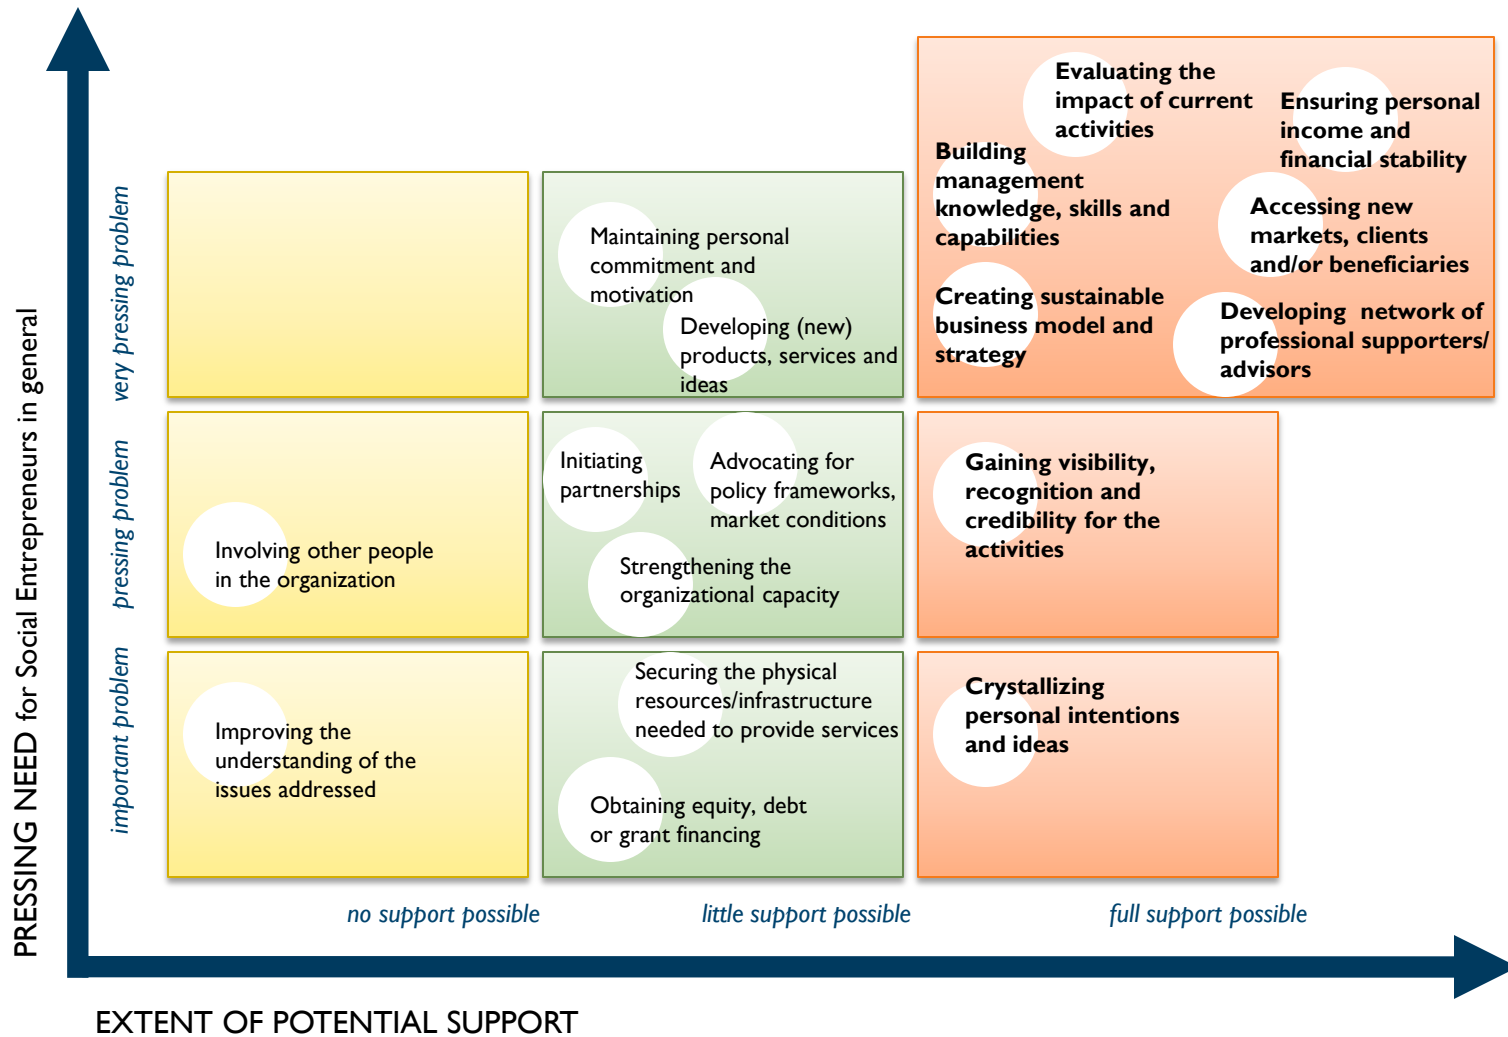 PRESSING NEED for Social Entrepreneurs in general
very pressing problem
pressing problem
important problem
Maintaining personal
commitment and
motivation
Developing (new)
products, services and
ideas
Evaluating the
impact of current
activities
Ensuring personal
income and
financial stability
Building
management
knowledge, skills and
capabilities
Accessing new
markets, clients
and/or beneficiaries
Creating sustainable
business model and
strategy
Developing network of
professional supporters/
advisors
Involving other people
in the organization
Initiating
partnerships
Advocating for
policy frameworks,
market conditions
Strengthening the
organizational capacity
Gaining visibility,
recognition and
credibility for the
activities
Improving the
understanding of the
issues addressed
Securing the physical
resources/infrastructure
needed to provide services
Obtaining equity, debt
or grant financing
Crystallizing
personal intentions
and ideas
no support possible
little support possible
full support possible
EXTENT OF POTENTIAL SUPPORT